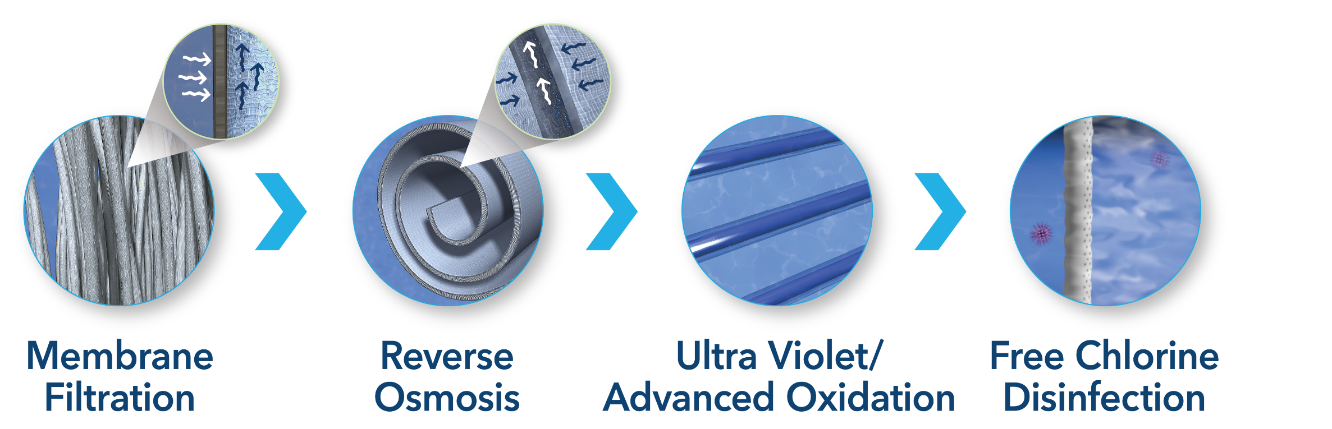 Membrane
Filtration
Reverse
Osmosis
Ultra Violet/
Advanced Oxidation
Free Chlorine
Disinfection